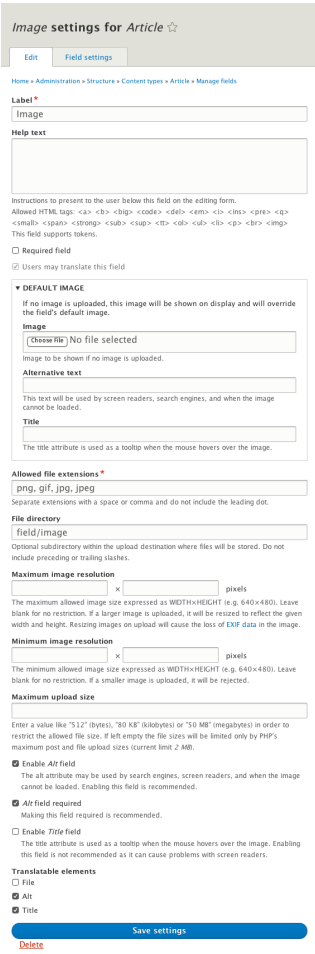 Image settings for Article
Edit
Field settings
Home » Administration » Structure » Content types » Article » Manage fields
Label *
Image
Help text
Instructions to present to the user below this field on the editing form.
Allowed HTML tags: <a> <b> <big> <code> <del> <em> <i> <ins> <pre> <q>
<small> <span> <strong> <sub> <sup> <tt> <ol> <ul> <li> <p> <br> <img>
This field supports tokens.
Required field
Users may translate this field
▼ DEFAULT IMAGE
If no image is uploaded, this image will be shown on display and will override
the field's default image.
Image
Choose File No file selected
Image to be shown if no image is uploaded.
Alternative text
This text will be used by screen readers, search engines, and when the image
cannot be loaded.
Title
The title attribute is used as a tooltip when the mouse hovers over the image.
Allowed file extensions *
png, gif, jpg, jpeg
Separate extensions with a space or comma and do not include the leading dot.
File directory
field/image
Optional subdirectory within the upload destination where files will be stored. Do not
include preceding or trailing slashes.
Maximum image resolution
× pixels
The maximum allowed image size expressed as WIDTH×HEIGHT (e.g. 640×480). Leave
blank for no restriction. If a larger image is uploaded, it will be resized to reflect the given
width and height. Resizing images on upload will cause the loss of EXIF data in the image.
Minimum image resolution
× pixels
The minimum allowed image size expressed as WIDTH×HEIGHT (e.g. 640×480). Leave
blank for no restriction. If a smaller image is uploaded, it will be rejected.
Maximum upload size
Enter a value like "512" (bytes), "80 KB" (kilobytes) or "50 MB" (megabytes) in order to
restrict the allowed file size. If left empty the file sizes will be limited only by PHP's
maximum post and file upload sizes (current limit 2 MB).
Enable Alt field
The alt attribute may be used by search engines, screen readers, and when the image
cannot be loaded. Enabling this field is recommended.
Alt field required
Making this field required is recommended.
Enable Title field
The title attribute is used as a tooltip when the mouse hovers over the image. Enabling
this field is not recommended as it can cause problems with screen readers.
Translatable elements
File
Alt
Title
Save settings
Delete